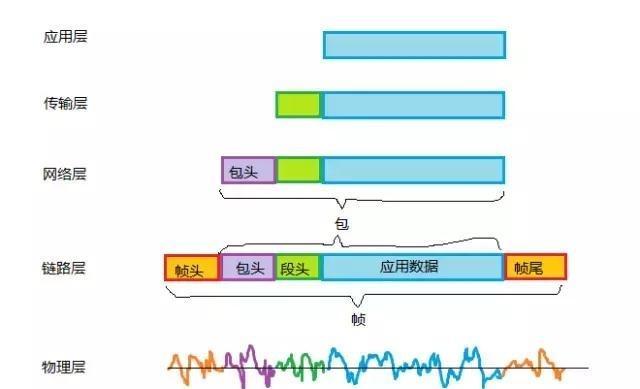 应用层
传输层
网络层 包头
包
链路层 帧头 包头 段头 应用数据 帧尾
帧
物理层